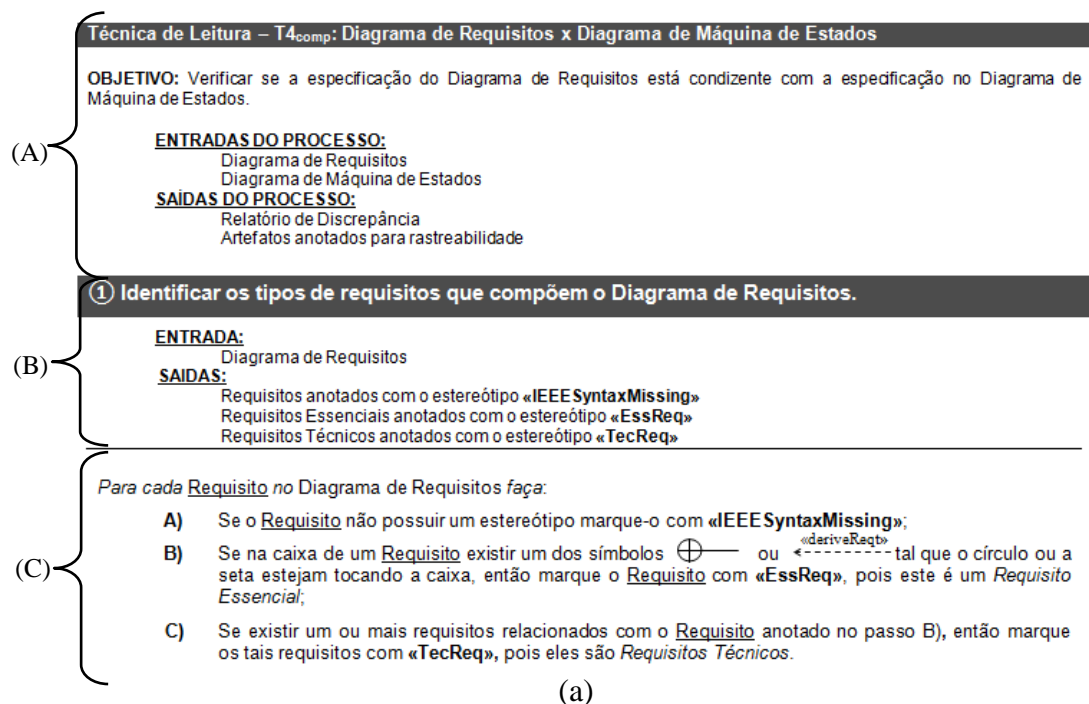 Técnica de Leitura – T4comp: Diagrama de Requisitos x Diagrama de Máquina de Estados
OBJETIVO: Verificar se a especificação do Diagrama de Requisitos está condizente com a especificação no Diagrama de
Máquina de Estados.
(A)
ENTRADAS DO PROCESSO:
Diagrama de Requisitos
Diagrama de Máquina de Estados
SAÍDAS DO PROCESSO:
Relatório de Discrepância
Artefatos anotados para rastreabilidade
① Identificar os tipos de requisitos que compõem o Diagrama de Requisitos.
(B)
ENTRADA:
Diagrama de Requisitos
SAIDAS:
Requisitos anotados com o estereótipo «IEEESyntaxMissing»
Requisitos Essenciais anotados com o estereótipo «EssReq»
Requisitos Técnicos anotados com o estereótipo «TecReq»
(C)
Para cada Requisito no Diagrama de Requisitos faça:
A) Se o Requisito não possuir um estereótipo marque-o com «IEEESyntaxMissing»;
B) Se na caixa de um Requisito existir um dos símbolos ou «deriveReqt» tal que o círculo ou a
seta estejam tocando a caixa, então marque o Requisito com «EssReq», pois este é um Requisito
Essencial;
C) Se existir um ou mais requisitos relacionados com o Requisito anotado no passo B), então marque
os tais requisitos com «TecReq», pois eles são Requisitos Técnicos.
(a)